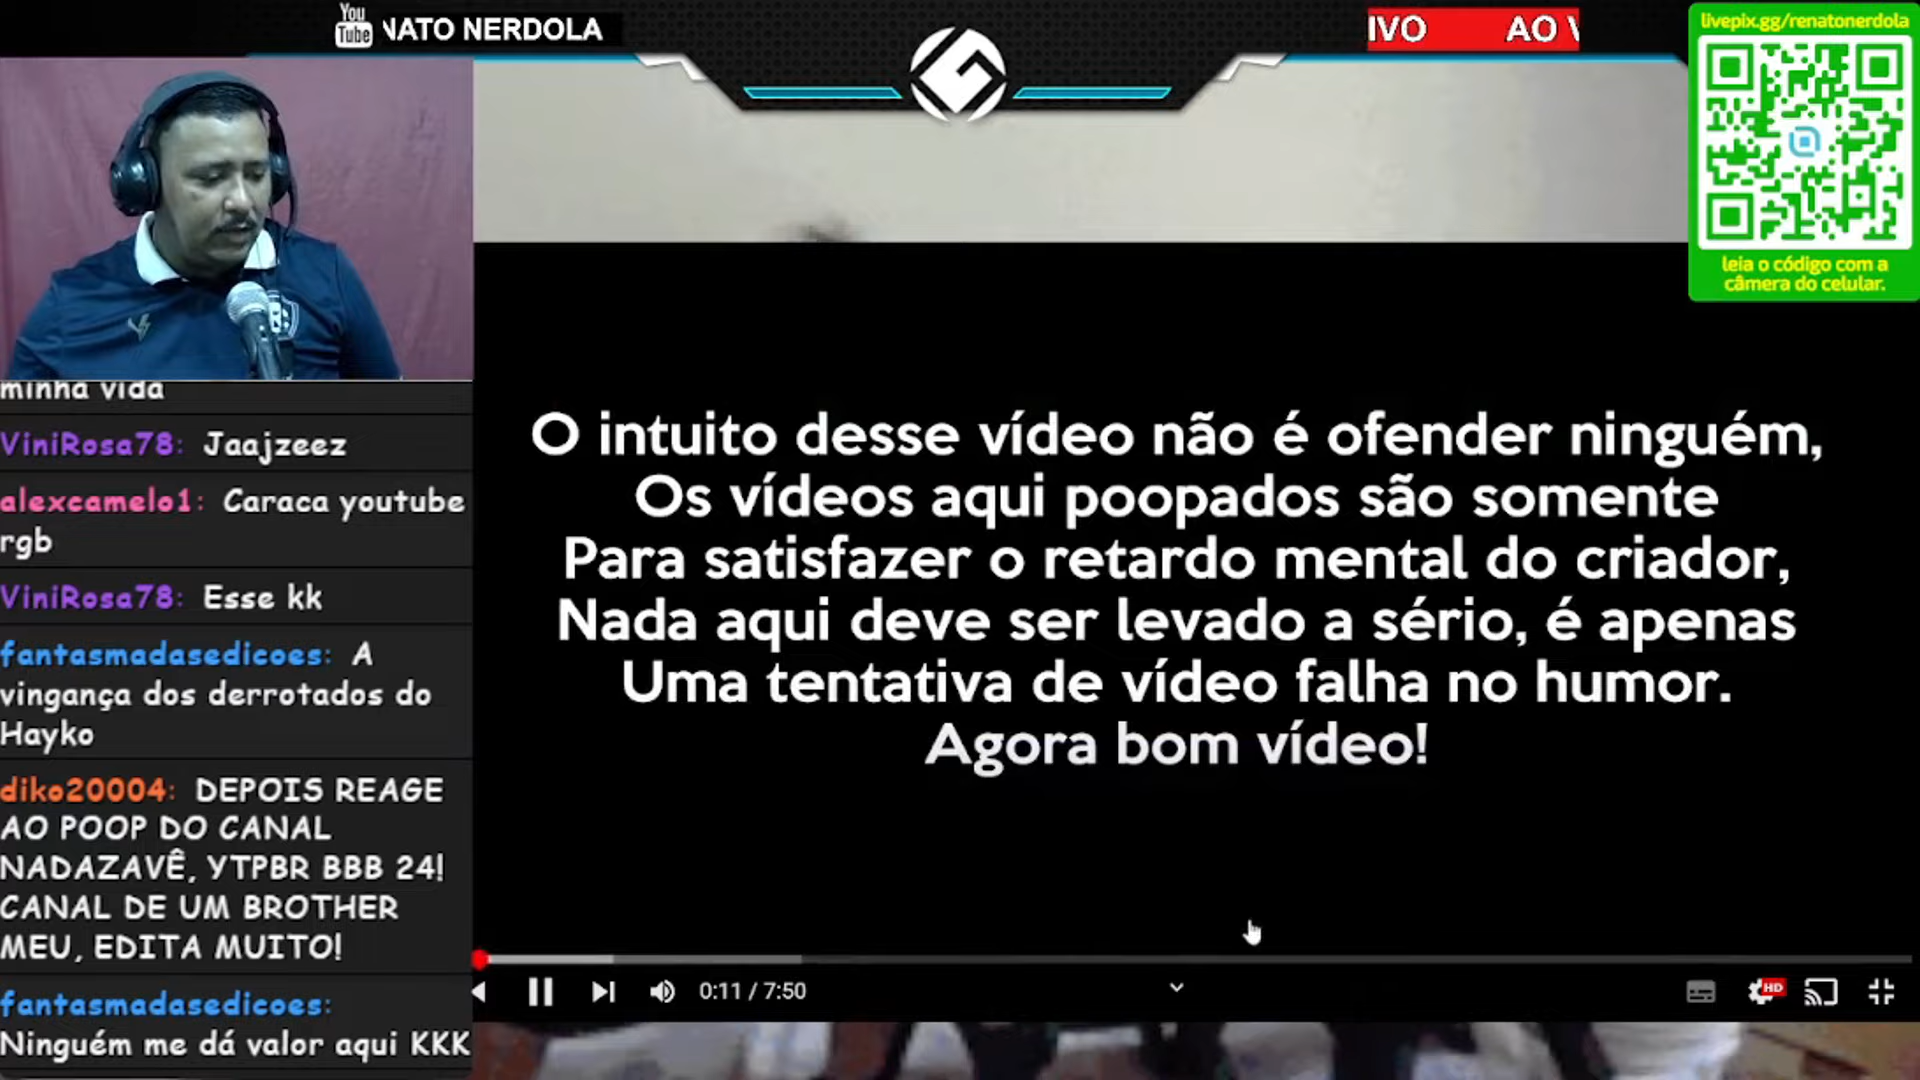 You
Tube
NATO NERDOLA
IVO AO V
livepix.gg/renatonerdola
leia o código com a
câmera do celular.
minha vida
ViniRosa78: Jaajzeez
alexcamelo1: Caraca youtube
rgb
ViniRosa78: Esse kk
fantasmadasedicoes: A
vingança dos derrotados do
Hayko
diko20004: DEPOIS REAGE
AO POOP DO CANAL
NADAZAVÊ, YTPBR BBB 24!
CANAL DE UM BROTHER
MEU, EDITA MUITO!
fantasmadasedicoes:
Ninguém me dá valor aqui KKK
O intuito desse vídeo não é ofender ninguém,
Os vídeos aqui poopados são somente
Para satisfazer o retardo mental do criador,
Nada aqui deve ser levado a sério, é apenas
Uma tentativa de vídeo falha no humor.
Agora bom vídeo!
0:11 / 7:50
HD